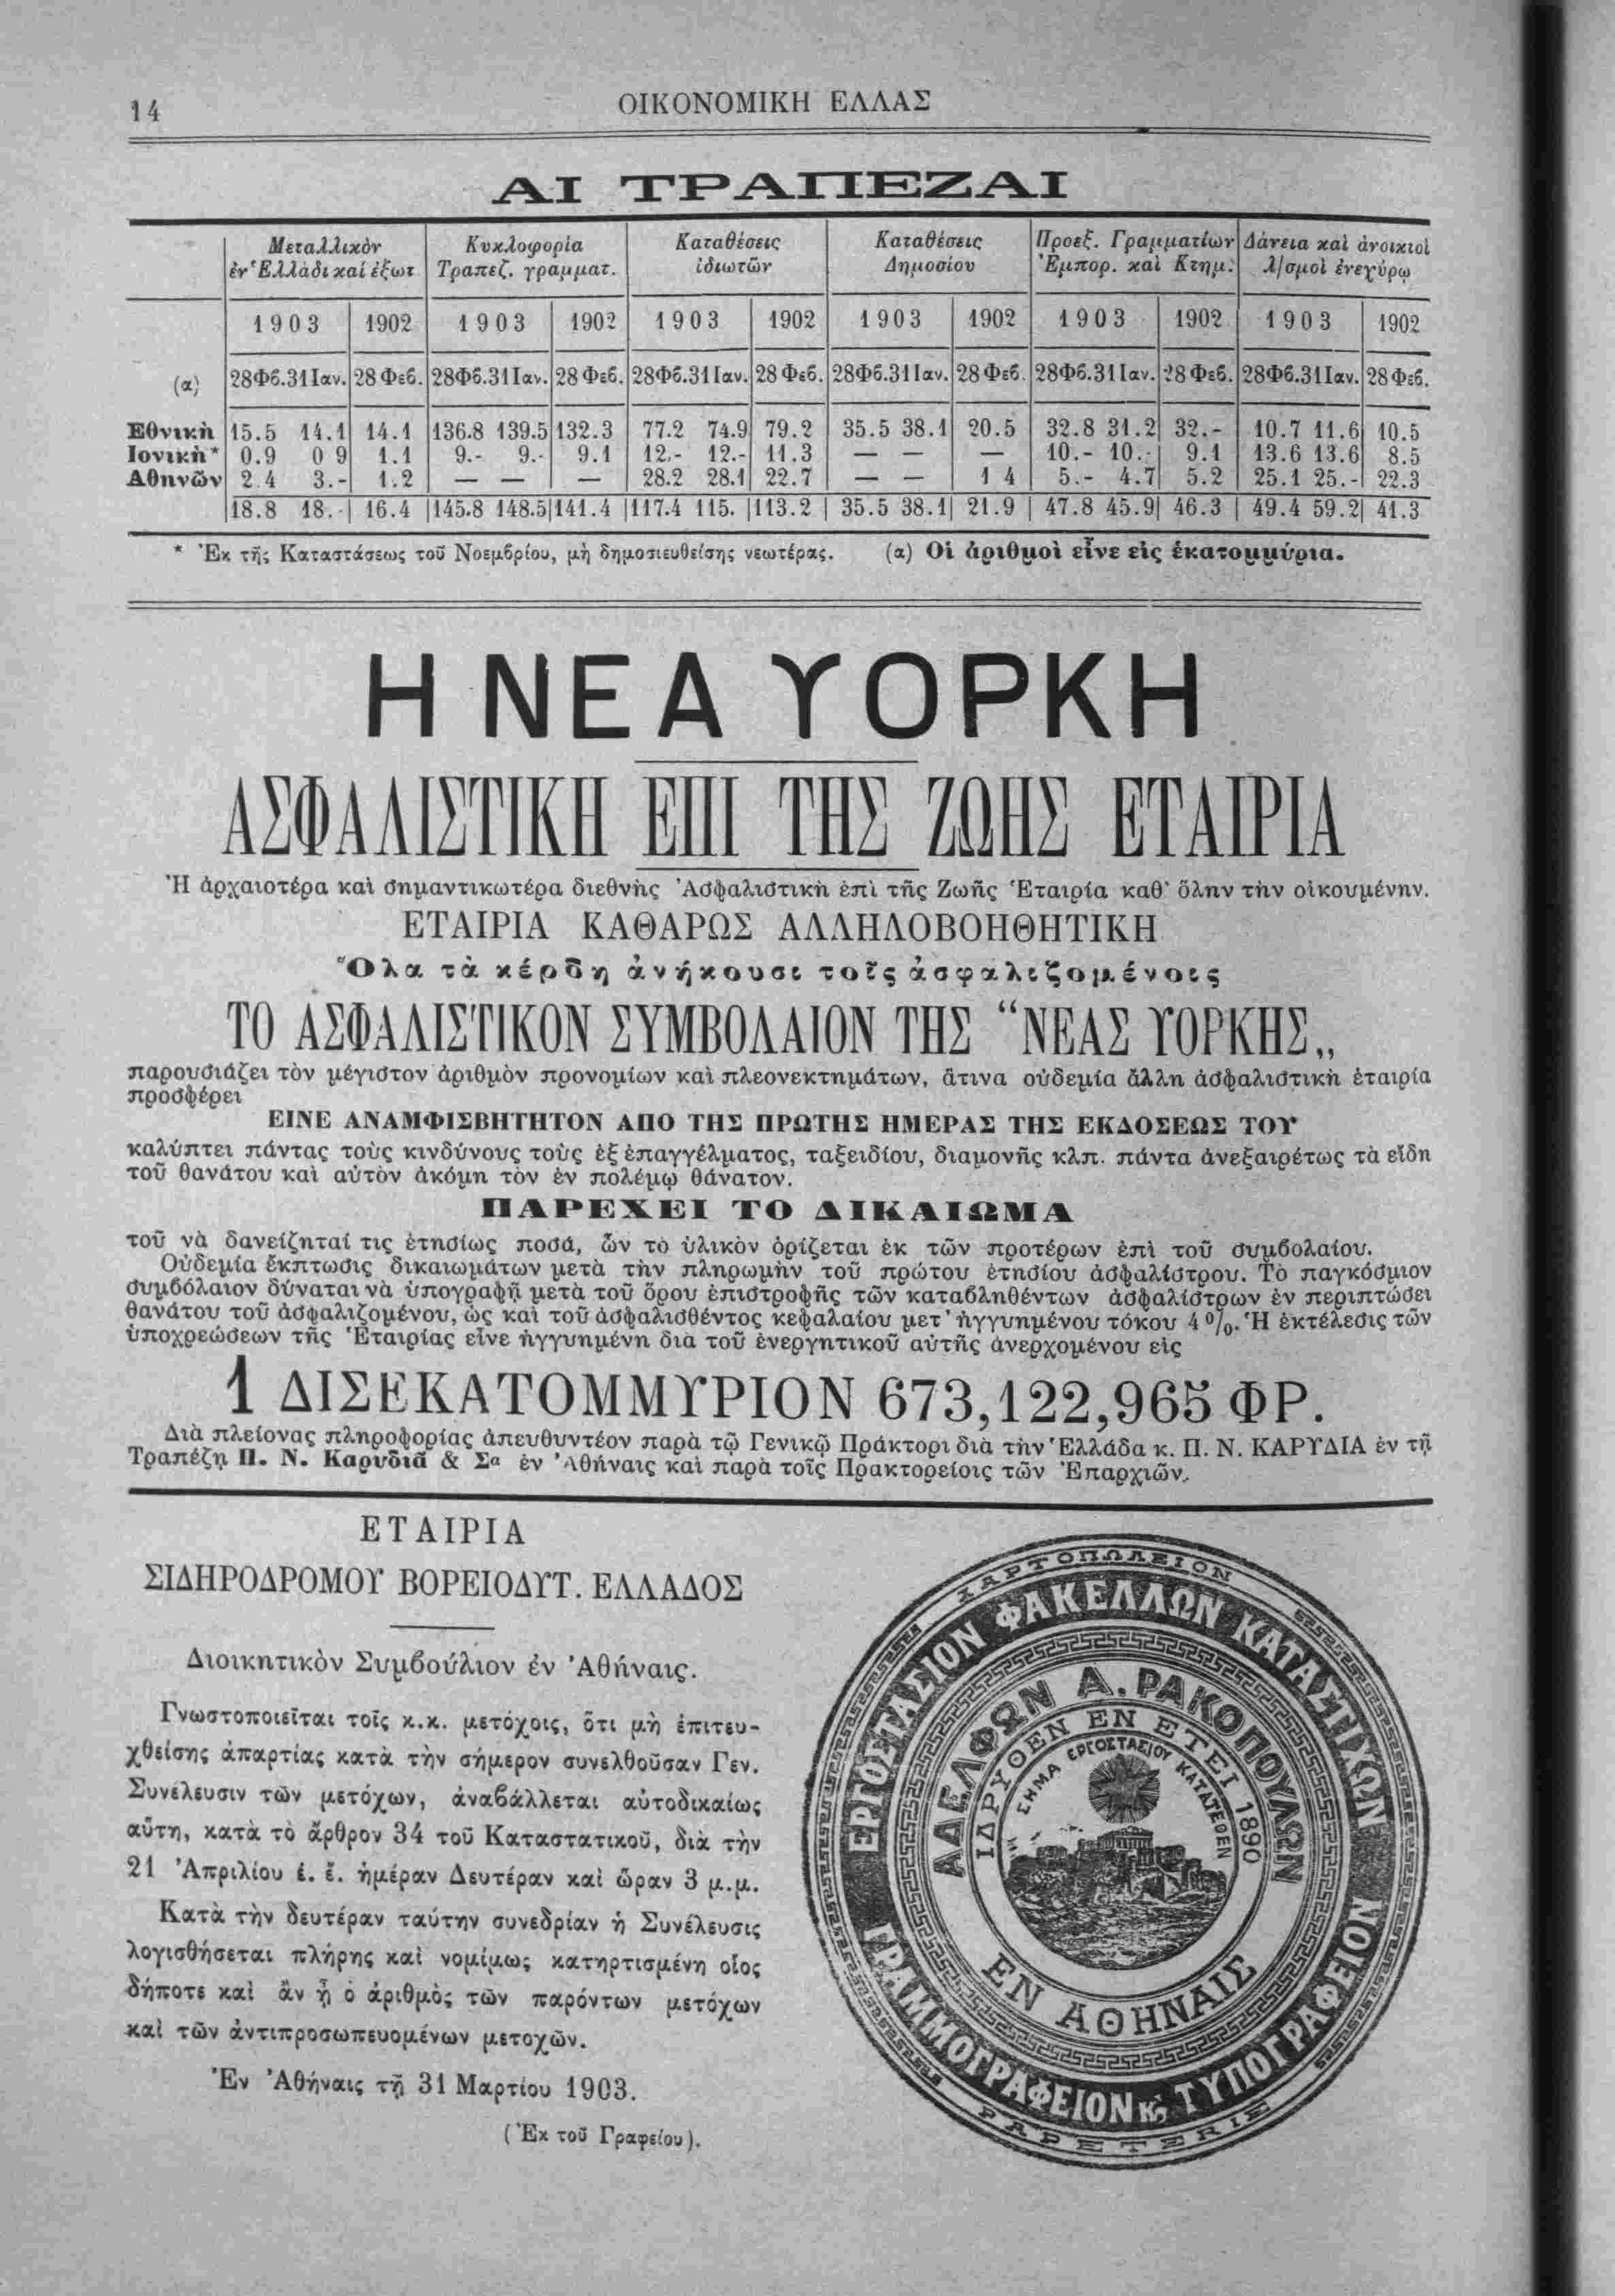 14
ΟΙΚΟΝΟΜΙΚΗ ΕΛΛΑΣ
ΑΙ ΤΡΑΠΕΖΑΙ
Μεταλλικὸν ἐν Ἑλλάδι καὶ ἐξωτ | Κυκλοφορία Τραπεζ. γραμματ. | Καταθέσεις ἰδιωτῶν | Καταθέσεις Δημοσίου | Προεξ. Γραμματίων Ἐμπορ. καὶ Κτημ. | Δάνεια καὶ ἀνοικτοὶ λ/σμοὶ ἐνεχύρῳ
1903 | 1902 | 1903 | 1902 | 1903 | 1902 | 1903 | 1902 | 1903 | 1902 | 1903 | 1902
(α) | 28Φϐ.31Ιαν. | 28Φεϐ. | 28Φϐ.31Ιαν. | 28Φεϐ. | 28Φϐ.31Ιαν. | 28Φεϐ. | 28Φϐ.31Ιαν. | 28Φεϐ. | 28Φϐ.31Ιαν. | 28Φεϐ. | 28Φϐ.31Ιαν. | 28Φεϐ.
Εθνικὴ | 15.5 14.1 | 14.1 | 136.8 139.5 | 132.3 | 77.2 74.9 | 79.2 | 35.5 38.1 | 20.5 | 32.8 31.2 | 32.- | 10.7 11.6 | 10.5
Ιονικὴ* | 0.9 0 9 | 1.1 | 9.- 9.- | 9.1 | 12.- 12.- | 11.3 | — — | — | 10.- 10.- | 9.1 | 13.6 13.6 | 8.5
Αθηνῶν | 2.4 3.- | 1.2 | — — | — | 28.2 28.1 | 22.7 | — — | 1 4 | 5.- 4.7 | 5.2 | 25.1 25.- | 22.3
18.8 18.- | 16.4 | 145.8 148.5 | 141.4 | 117.4 115. | 113.2 | 35.5 38.1 | 21.9 | 47.8 45.9 | 46.3 | 49.4 59.2 | 41.3
* Ἐκ τῆς Καταστάσεως τοῦ Νοεμϐρίου, μὴ δημοσιευθείσης νεωτέρας. (α) Οἱ ἀριθμοὶ εἶνε εἰς ἑκατομμύρια.
Η ΝΕΑ ΥΟΡΚΗ
ΑΣΦΑΛΙΣΤΙΚΗ ΕΠΙ ΤΗΣ ΖΩΗΣ ΕΤΑΙΡΙΑ
Ἡ ἀρχαιοτέρα καὶ σημαντικωτέρα διεθνὴς Ἀσφαλιστικὴ ἐπὶ τῆς Ζωῆς Ἑταιρία καθ' ὅλην τὴν οἰκουμένην.
ΕΤΑΙΡΙΑ ΚΑΘΑΡΩΣ ΑΛΛΗΛΟΒΟΗΘΗΤΙΚΗ
Ὅλα τὰ κέρδη ἀνήκουσι τοῖς ἀσφαλιζομένοις
ΤΟ ΑΣΦΑΛΙΣΤΙΚΟΝ ΣΥΜΒΟΛΑΙΟΝ ΤΗΣ "ΝΕΑΣ ΥΟΡΚΗΣ„
παρουσιάζει τὸν μέγιστον ἀριθμὸν προνομίων καὶ πλεονεκτημάτων, ἅτινα οὐδεμία ἄλλη ἀσφαλιστικὴ ἑταιρία
προσφέρει
ΕΙΝΕ ΑΝΑΜΦΙΣΒΗΤΗΤΟΝ ΑΠΟ ΤΗΣ ΠΡΩΤΗΣ ΗΜΕΡΑΣ ΤΗΣ ΕΚΔΟΣΕΩΣ ΤΟΥ
καλύπτει πάντας τοὺς κινδύνους τοὺς ἐξ ἐπαγγέλματος, ταξειδίου, διαμονῆς κλπ. πάντα ἀνεξαιρέτως τὰ εἴδη
τοῦ θανάτου καὶ αὐτὸν ἀκόμη τὸν ἐν πολέμῳ θάνατον.
ΠΑΡΕΧΕΙ ΤΟ ΔΙΚΑΙΩΜΑ
τοῦ νὰ δανείζηταί τις ἐτησίως ποσά, ὧν τὸ ὑλικὸν ὁρίζεται ἐκ τῶν προτέρων ἐπὶ τοῦ συμϐολαίου.
Οὐδεμία ἔκπτωσις δικαιωμάτων μετὰ τὴν πληρωμὴν τοῦ πρώτου ἐτησίου ἀσφαλίστρου. Τὸ παγκόσμιον
συμϐόλαιον δύναται νὰ ὑπογραφῇ μετὰ τοῦ ὅρου ἐπιστροφῆς τῶν καταϐληθέντων ἀσφαλίστρων ἐν περιπτώσει
θανάτου τοῦ ἀσφαλιζομένου, ὡς καὶ τοῦ ἀσφαλισθέντος κεφαλαίου μετ' ἠγγυημένου τόκου 4 ⁰/₀. Ἡ ἐκτέλεσις τῶν
ὑποχρεώσεων τῆς Ἑταιρίας εἶνε ἠγγυημένη διὰ τοῦ ἐνεργητικοῦ αὐτῆς ἀνερχομένου εἰς
1 ΔΙΣΕΚΑΤΟΜΜΥΡΙΟΝ 673,122,965 ΦΡ.
Διὰ πλείονας πληροφορίας ἀπευθυντέον παρὰ τῷ Γενικῷ Πράκτορι διὰ τὴν Ἑλλάδα κ. Π. Ν. ΚΑΡΥΔΙΑ ἐν τῇ
Τραπέζῃ Π. Ν. Καρυδιᾶ & Σα ἐν Ἀθήναις καὶ παρὰ τοῖς Πρακτορείοις τῶν Ἐπαρχιῶν.
ΕΤΑΙΡΙΑ
ΣΙΔΗΡΟΔΡΟΜΟΥ ΒΟΡΕΙΟΔΥΤ. ΕΛΛΑΔΟΣ
Διοικητικὸν Συμϐούλιον ἐν Ἀθήναις.
Γνωστοποιεῖται τοῖς κ.κ. μετόχοις, ὅτι μὴ ἐπιτευ-
χθείσης ἀπαρτίας κατὰ τὴν σήμερον συνελθοῦσαν Γεν.
Συνέλευσιν τῶν μετόχων, ἀναϐάλλεται αὐτοδικαίως
αὕτη, κατὰ τὸ ἄρθρον 34 τοῦ Καταστατικοῦ, διὰ τὴν
21 Ἀπριλίου ἐ. ἔ. ἡμέραν Δευτέραν καὶ ὥραν 3 μ.μ.
Κατὰ τὴν δευτέραν ταύτην συνεδρίαν ἡ Συνέλευσις
λογισθήσεται πλήρης καὶ νομίμως κατηρτισμένη οἷος
δήποτε καὶ ἂν ᾖ ὁ ἀριθμὸς τῶν παρόντων μετόχων
καὶ τῶν ἀντιπροσωπευομένων μετοχῶν.
Ἐν Ἀθήναις τῇ 31 Μαρτίου 1903.
(Ἐκ τοῦ Γραφείου).
ΧΑΡΤΟΠΩΛΕΙΟΝ
ΕΡΓΟΣΤΑΣΙΟΝ ΦΑΚΕΛΛΩΝ ΚΑΤΑΣΤΙΧΩΝ
ΓΡΑΜΜΟΓΡΑΦΕΙΟΝ Κ ΤΥΠΟΓΡΑΦΕΙΟΝ
PAPETERIE
ΑΔΕΛΦΩΝ Α. ΡΑΚΟΠΟΥΛΩΝ
ΕΝ ΑΘΗΝΑΙΣ
ΙΔΡΥΘΕΝ ΕΝ ΕΤΕΙ 1890
ΣΗΜΑ ΕΡΓΟΣΤΑΣΙΟΥ ΚΑΤΑΤΕΘΕΝ